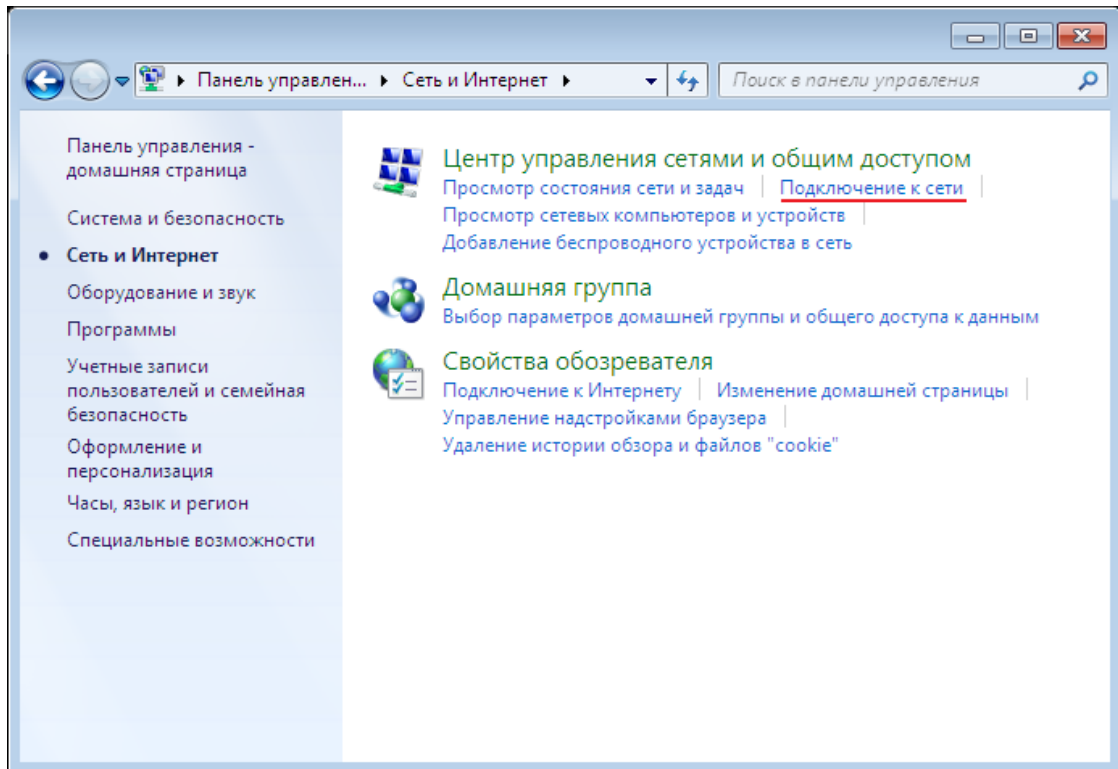 Панель управлен... Сеть и Интернет Поиск в панели управления
Панель управления -
домашняя страница
Система и безопасность
Сеть и Интернет
Оборудование и звук
Программы
Учетные записи
пользователей и семейная
безопасность
Оформление и
персонализация
Часы, язык и регион
Специальные возможности
Центр управления сетями и общим доступом
Просмотр состояния сети и задач Подключение к сети
Просмотр сетевых компьютеров и устройств
Добавление беспроводного устройства в сеть
Домашняя группа
Выбор параметров домашней группы и общего доступа к данным
Свойства обозревателя
Подключение к Интернету Изменение домашней страницы
Управление надстройками браузера
Удаление истории обзора и файлов "cookie"